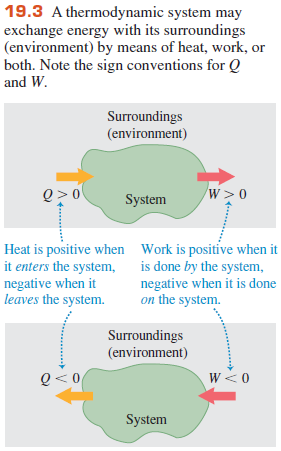 19.3 A thermodynamic system may
exchange energy with its surroundings
(environment) by means of heat, work, or
both. Note the sign conventions for Q
and W.
Surroundings
(environment)
Q > 0
System
W > 0
Heat is positive when
it enters the system,
negative when it
leaves the system.
Work is positive when it
is done by the system,
negative when it is done
on the system.
Surroundings
(environment)
Q < 0
W < 0
System